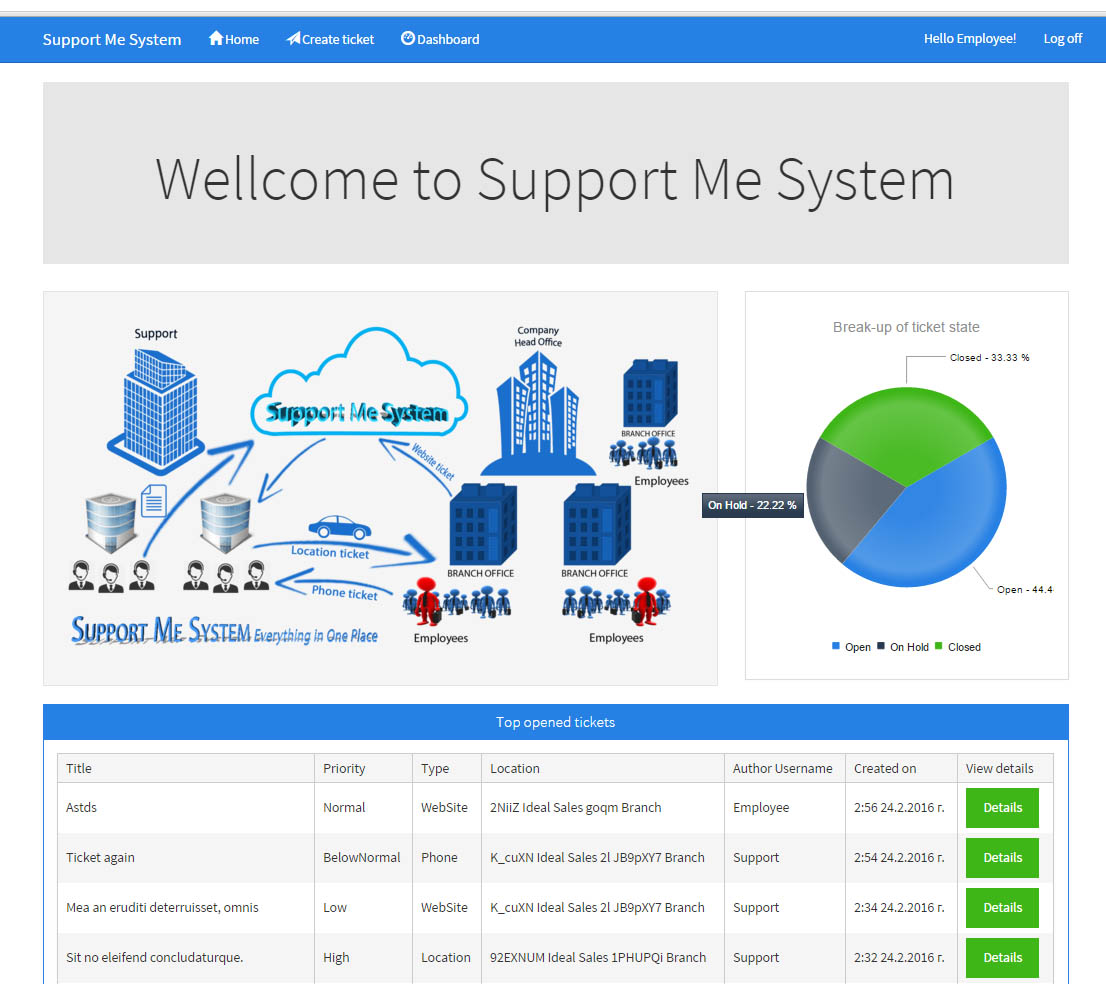 Support Me System Home Create ticket Dashboard Hello Employee! Log off
Wellcome to Support Me System
Support
Company
Head Office
Support Me System
Website ticket
BRANCH OFFICE
Employees
Location ticket
BRANCH OFFICE
BRANCH OFFICE
Phone ticket
Employees
Employees
SUPPORT ME SYSTEM Everything in One Place
Break-up of ticket state
Closed - 33.33 %
On Hold - 22.22 %
Open - 44.4
Open On Hold Closed
Top opened tickets
Title Priority Type Location Author Username Created on View details
Astds Normal WebSite 2NiiZ Ideal Sales goqm Branch Employee 2:56 24.2.2016 г. Details
Ticket again BelowNormal Phone K_cuXN Ideal Sales 2l JB9pXY7 Branch Support 2:54 24.2.2016 г. Details
Mea an eruditi deterruisset, omnis Low WebSite K_cuXN Ideal Sales 2l JB9pXY7 Branch Support 2:34 24.2.2016 г. Details
Sit no eleifend concludaturque. High Location 92EXNUM Ideal Sales 1PHUPQi Branch Support 2:32 24.2.2016 г. Details